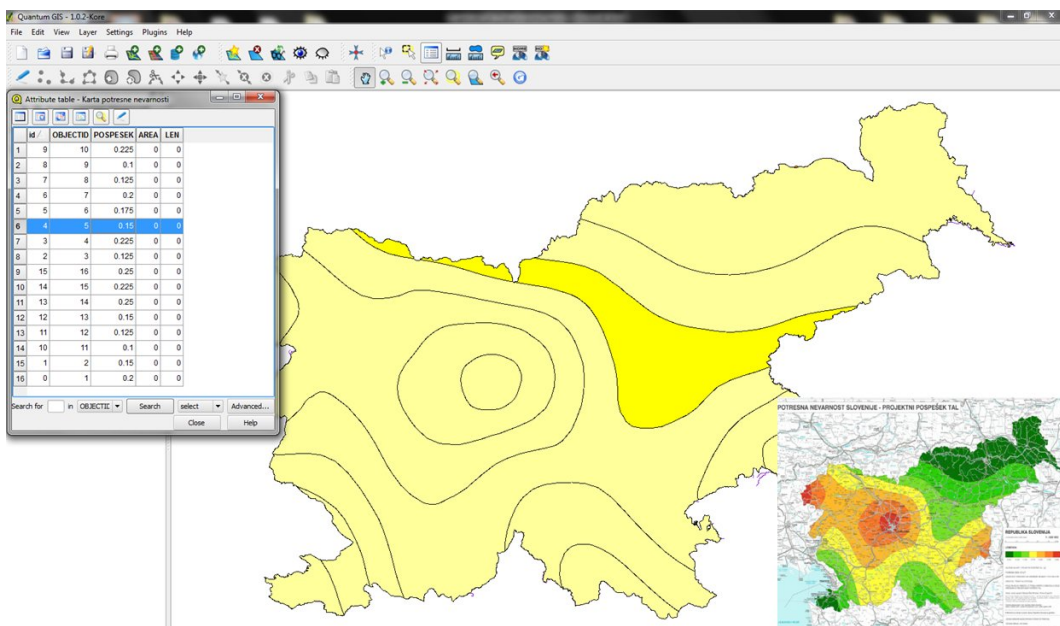 Quantum GIS - 1.0.2-Kore
File Edit View Layer Settings Plugins Help
Attribute table - Karta potresne nevarnosti
id OBJECTID POSPESEK AREA LEN
1 9 10 0.225 0 0
2 8 9 0.1 0 0
3 7 8 0.125 0 0
4 6 7 0.2 0 0
5 5 6 0.175 0 0
6 4 5 0.15 0 0
7 3 4 0.225 0 0
8 2 3 0.125 0 0
9 15 16 0.25 0 0
10 14 15 0.225 0 0
11 13 14 0.25 0 0
12 12 13 0.15 0 0
13 11 12 0.125 0 0
14 10 11 0.1 0 0
15 1 2 0.15 0 0
16 0 1 0.2 0 0
Search for in OBJECTIC Search select Advanced...
Close Help
POTRESNA NEVARNOST SLOVENIJE - PROJEKTNI POSPEŠEK TAL
REPUBLIKA SLOVENIJA